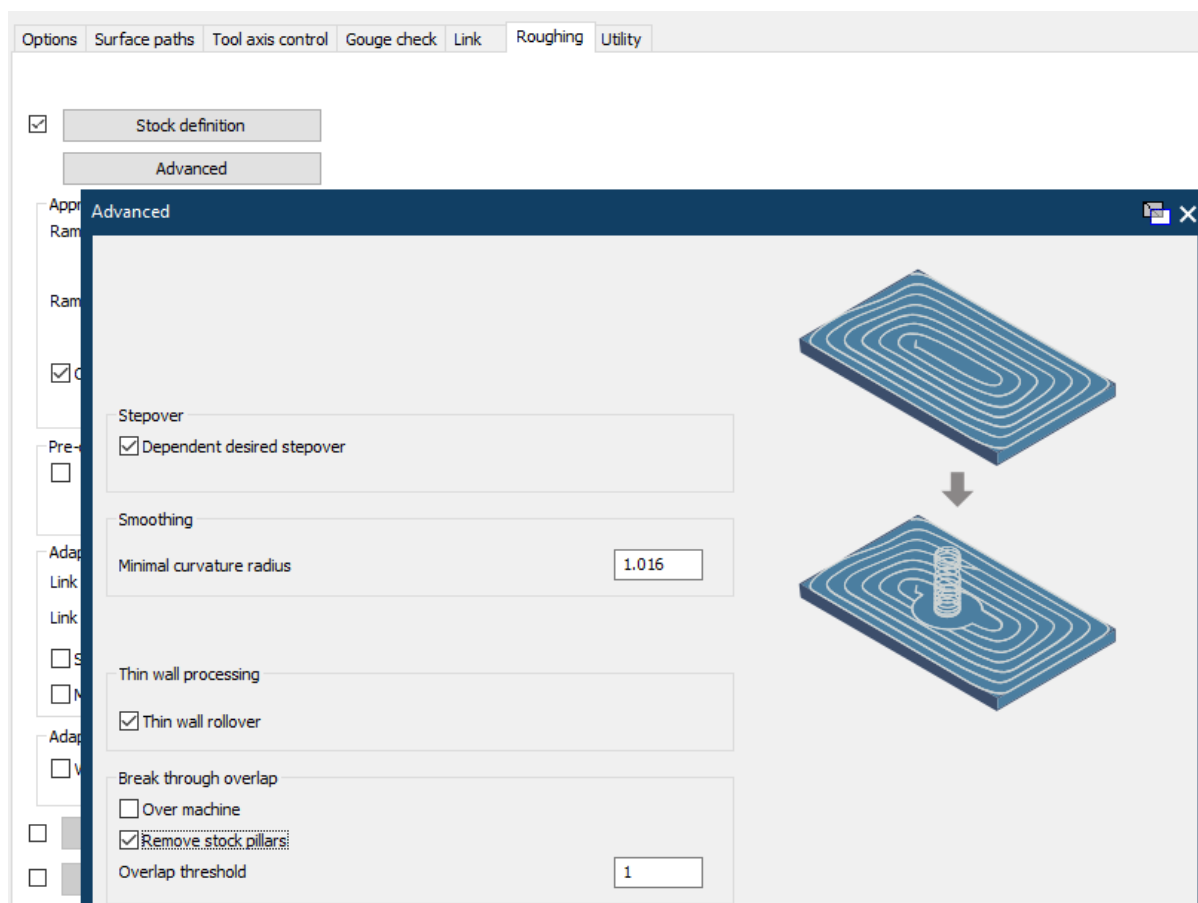 Options Surface paths Tool axis control Gouge check Link Roughing Utility
Stock definition
Advanced
Advanced
Stepover
Dependent desired stepover
Smoothing
Minimal curvature radius 1.016
Thin wall processing
Thin wall rollover
Break through overlap
Over machine
Remove stock pillars
Overlap threshold 1
Link
Link